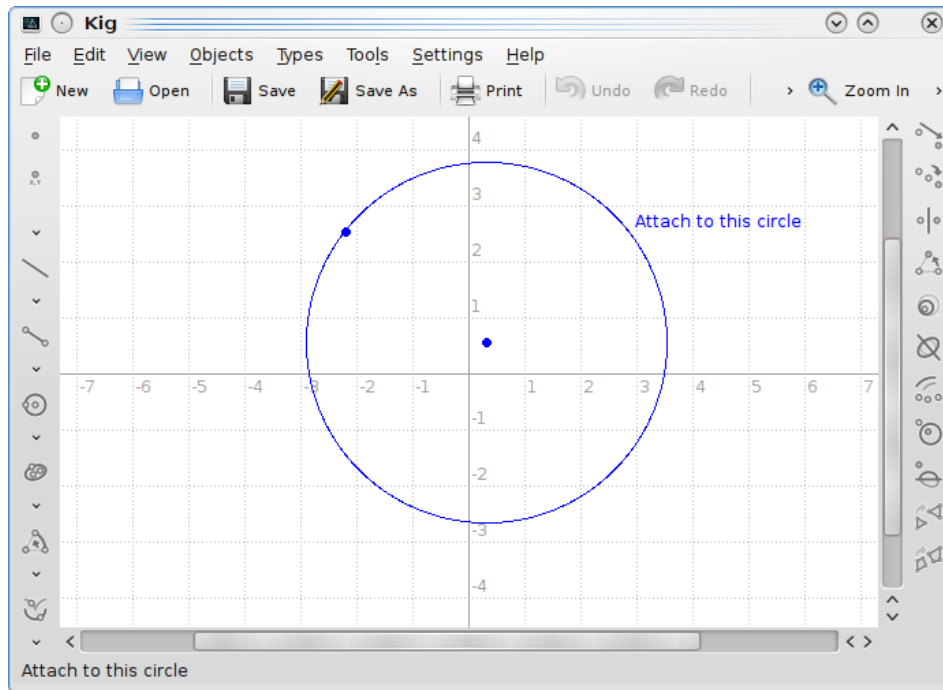 Kig
File Edit View Objects Types Tools Settings Help
New Open Save Save As Print Undo Redo Zoom In
X,Y
4
3
Attach to this circle
2
1
-7 -6 -5 -4 -3 -2 -1 1 2 3 4 5 6 7
-1
-2
-3
-4
Attach to this circle